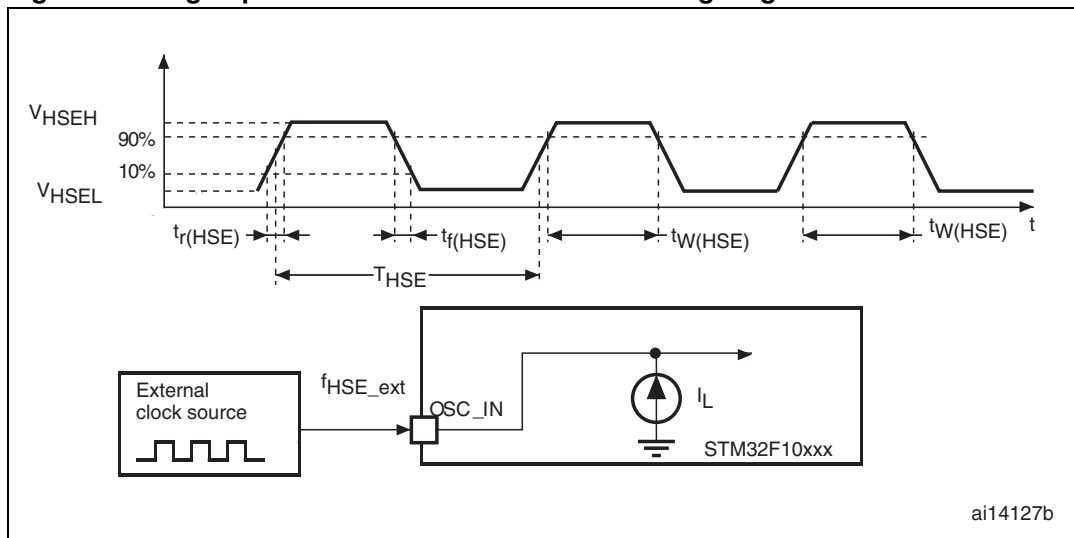 VHSEH
90%
10%
VHSEL
tr(HSE)
tf(HSE)
tW(HSE)
tW(HSE)
t
THSE
External
clock source
fHSE_ext
OSC_IN
IL
STM32F10xxx
ai14127b